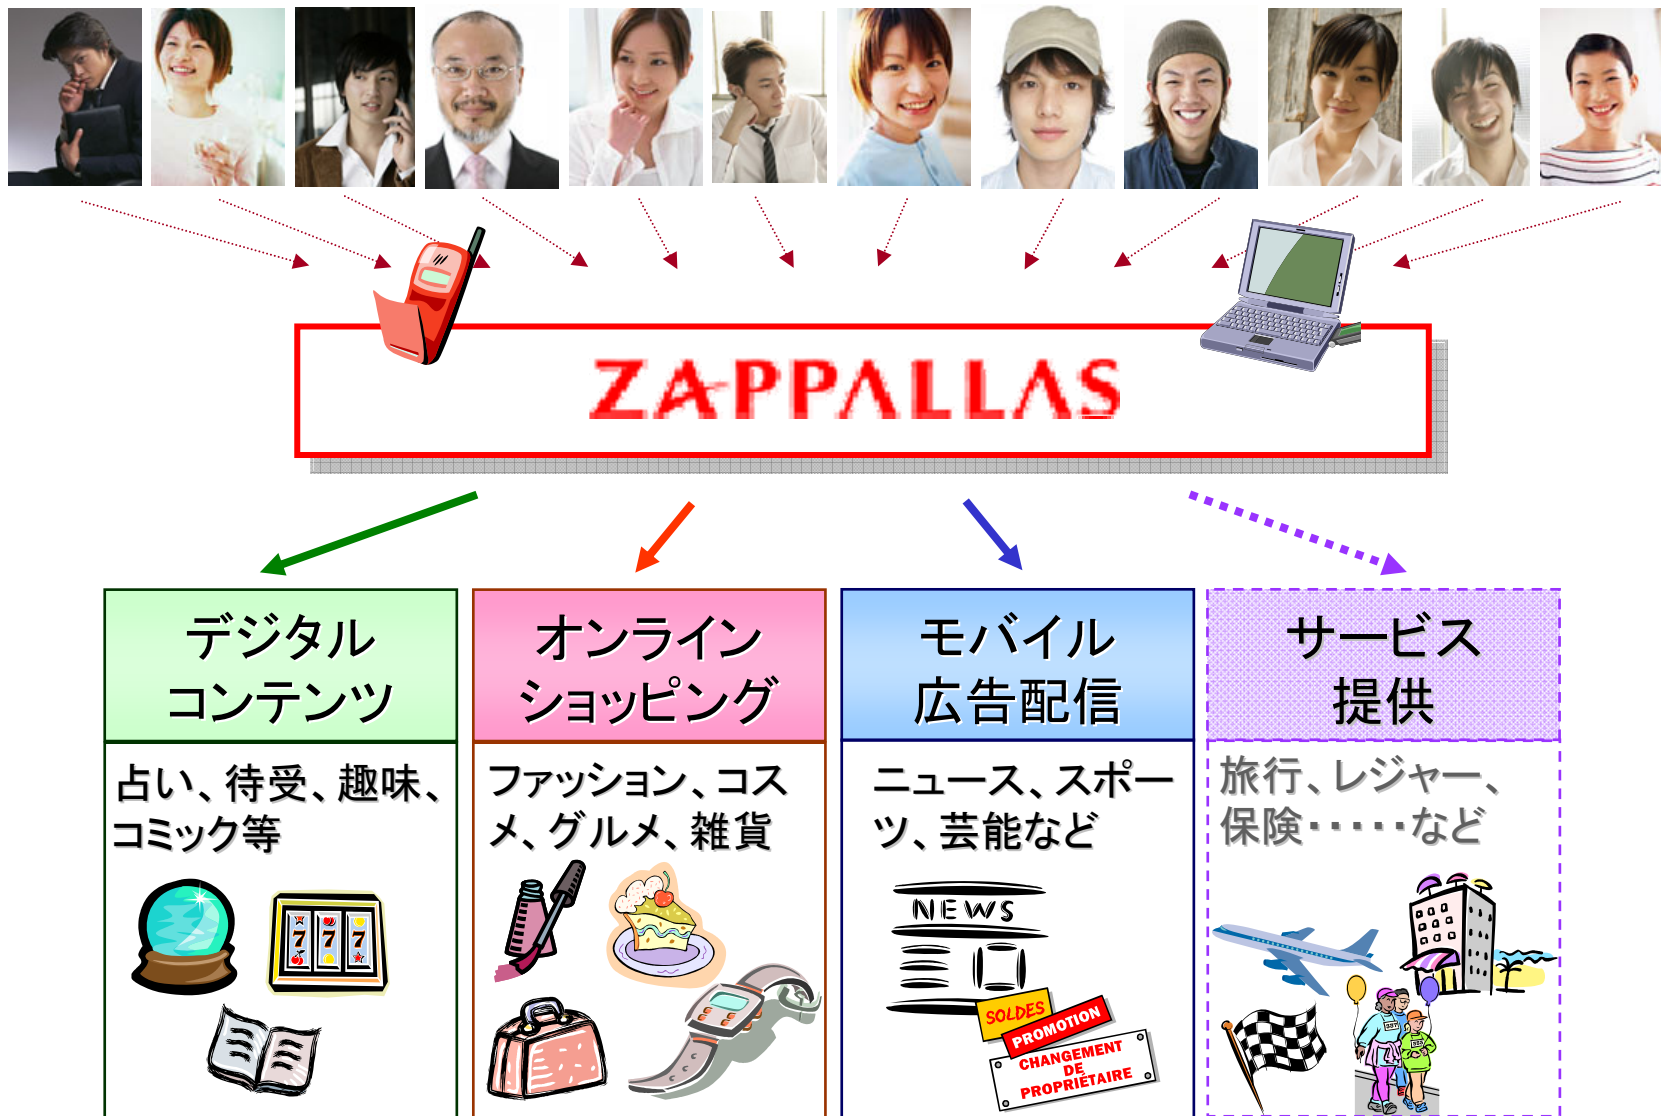 ZAPPALLAS
デジタル
コンテンツ
オンライン
ショッピング
モバイル
広告配信
サービス
提供
占い、待受、趣味、
コミック等
ファッション、コス
メ、グルメ、雑貨
ニュース、スポー
ツ、芸能など
旅行、レジャー、
保険・・・・・など
7 7 7
NEWS
SOLDES
PROMOTION
CHANGEMENT
DE
PROPRIÉTAIRE